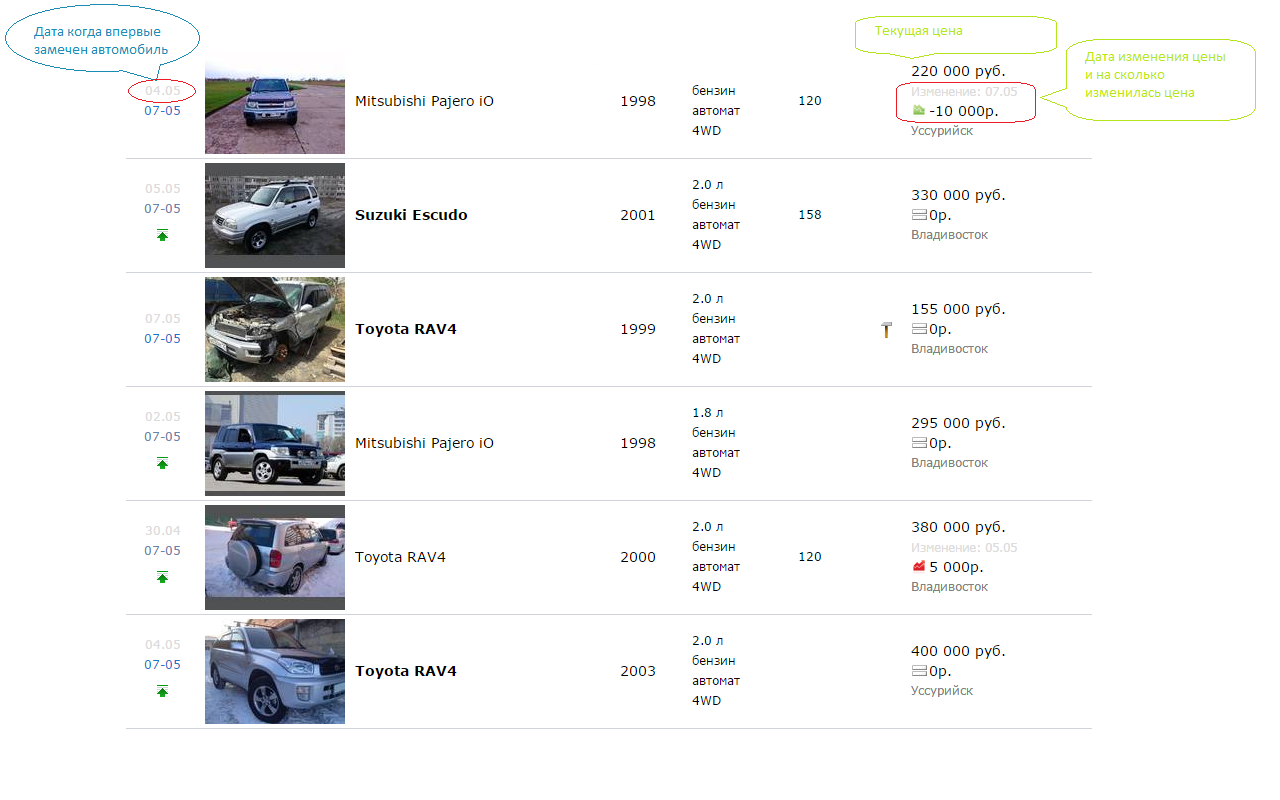 Дата когда впервые
замечен автомобиль
Текущая цена
Дата изменения цены
и на сколько
изменилась цена
04.05
07-05
Mitsubishi Pajero iO
1998
бензин
автомат
4WD
120
220 000 руб.
Изменение: 07.05
-10 000р.
Уссурийск
05.05
07-05
Suzuki Escudo
2001
2.0 л
бензин
автомат
4WD
158
330 000 руб.
0р.
Владивосток
07.05
07-05
Toyota RAV4
1999
2.0 л
бензин
автомат
4WD
155 000 руб.
0р.
Владивосток
02.05
07-05
Mitsubishi Pajero iO
1998
1.8 л
бензин
автомат
4WD
295 000 руб.
0р.
Владивосток
30.04
07-05
Toyota RAV4
2000
2.0 л
бензин
автомат
4WD
120
380 000 руб.
Изменение: 05.05
5 000р.
Владивосток
04.05
07-05
Toyota RAV4
2003
2.0 л
бензин
автомат
4WD
400 000 руб.
0р.
Уссурийск